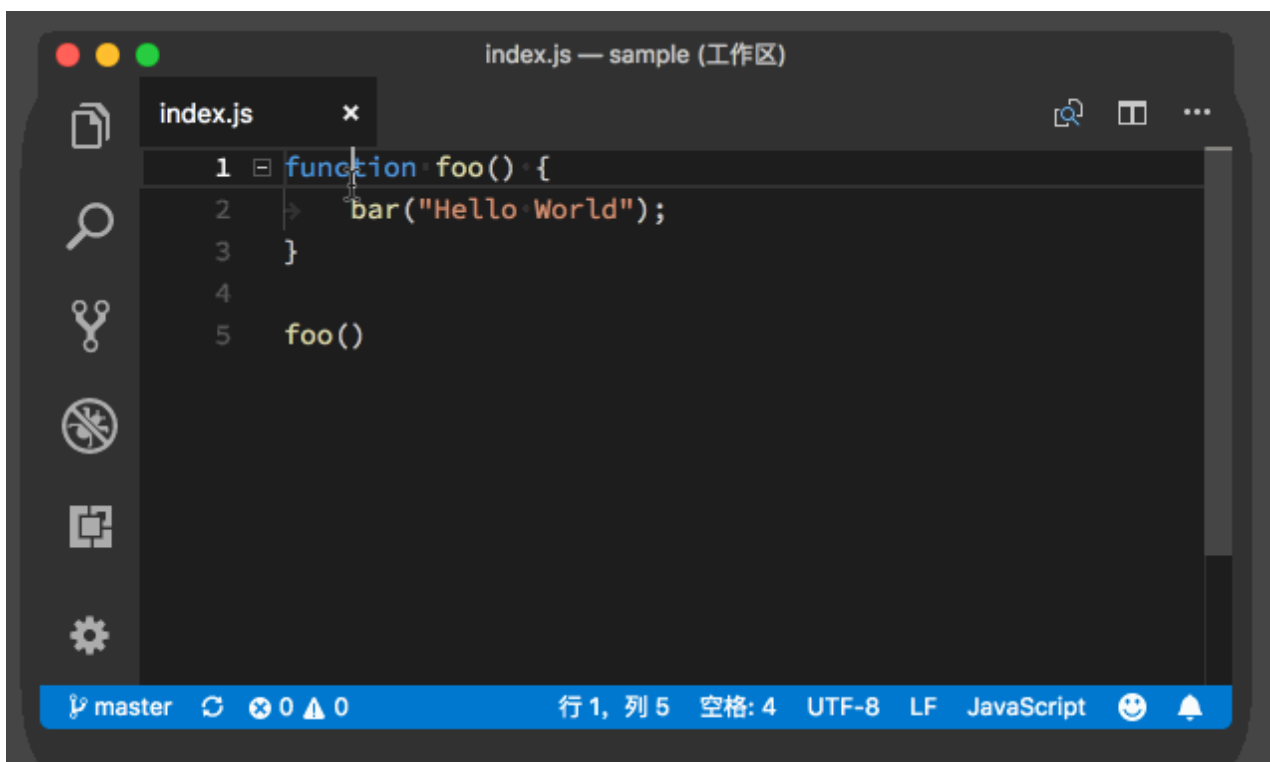 index.js — sample (工作区)
index.js ×
1 function foo() {
2 bar("Hello World");
3 }
4
5 foo()
master 0 0 行 1, 列 5 空格: 4 UTF-8 LF JavaScript